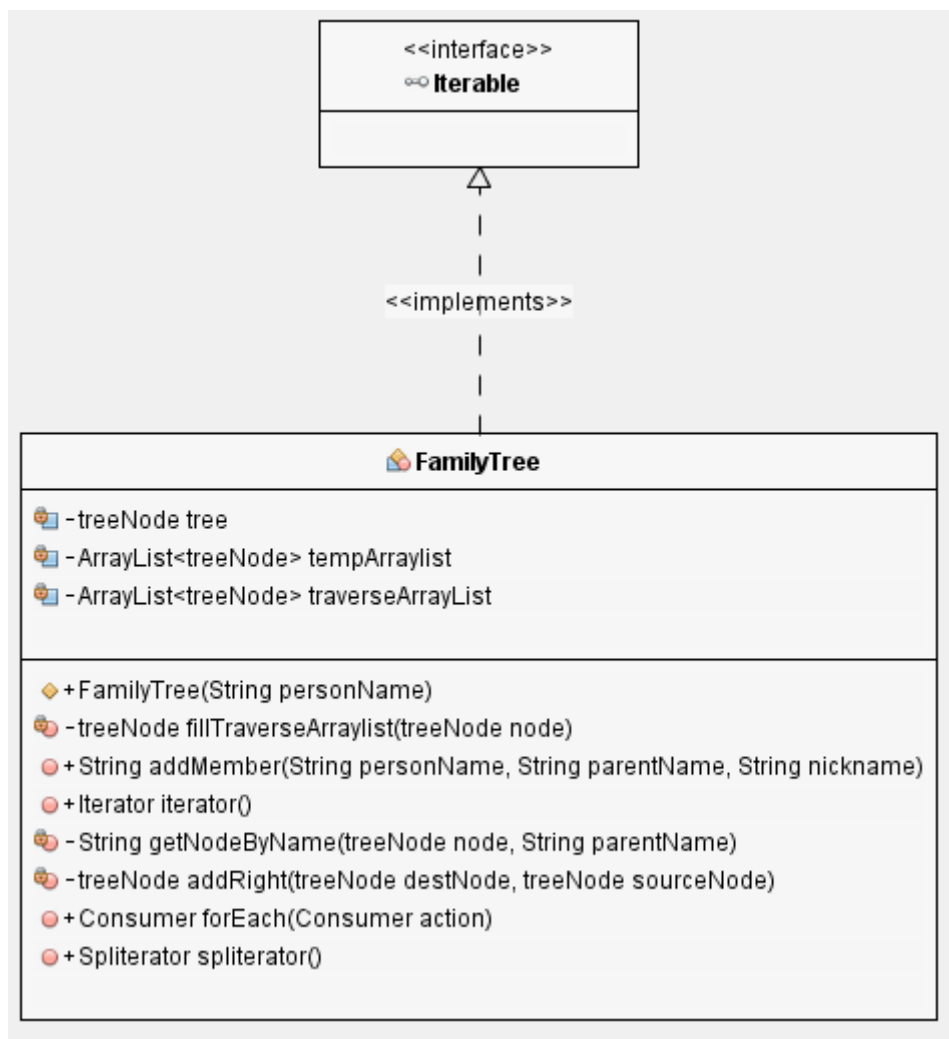 <<interface>>
Iterable
<<implements>>
FamilyTree
-treeNode tree
-ArrayList<treeNode> tempArraylist
-ArrayList<treeNode> traverseArrayList
+FamilyTree(String personName)
-treeNode fillTraverseArraylist(treeNode node)
+String addMember(String personName, String parentName, String nickname)
+Iterator iterator()
-String getNodeByName(treeNode node, String parentName)
-treeNode addRight(treeNode destNode, treeNode sourceNode)
+Consumer forEach(Consumer action)
+Spliterator spliterator()